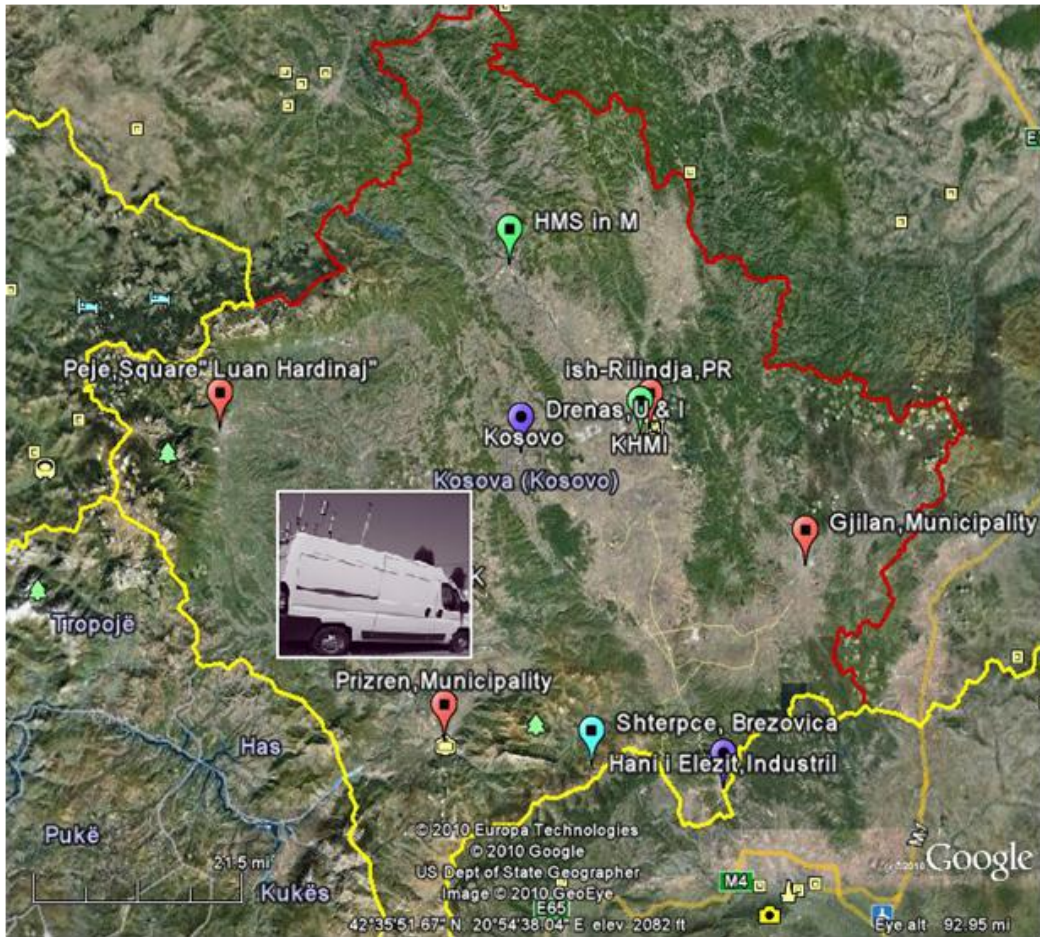 E
HMS in M
Peje,Square" Luan Hardinaj"
ish-Rilindja,PR
Drenas,U & I
Kosovo
KHMI
Kosova (Kosovo)
Gjilan,Municipality
K
Tropojë
Prizren,Municipality
Shterpce, Brezovica
Has
Hani i Elezit,Industril
Pukë
© 2010 Europa Technologies
© 2010 Google
US Dept of State Geographer
Image © 2010 GeoEye
21.5 mi
Kukës
M4
E65
©2010 Google
42°35'51.67" N 20°54'38.04" E elev 2082 ft
Eye alt 92.95 mi